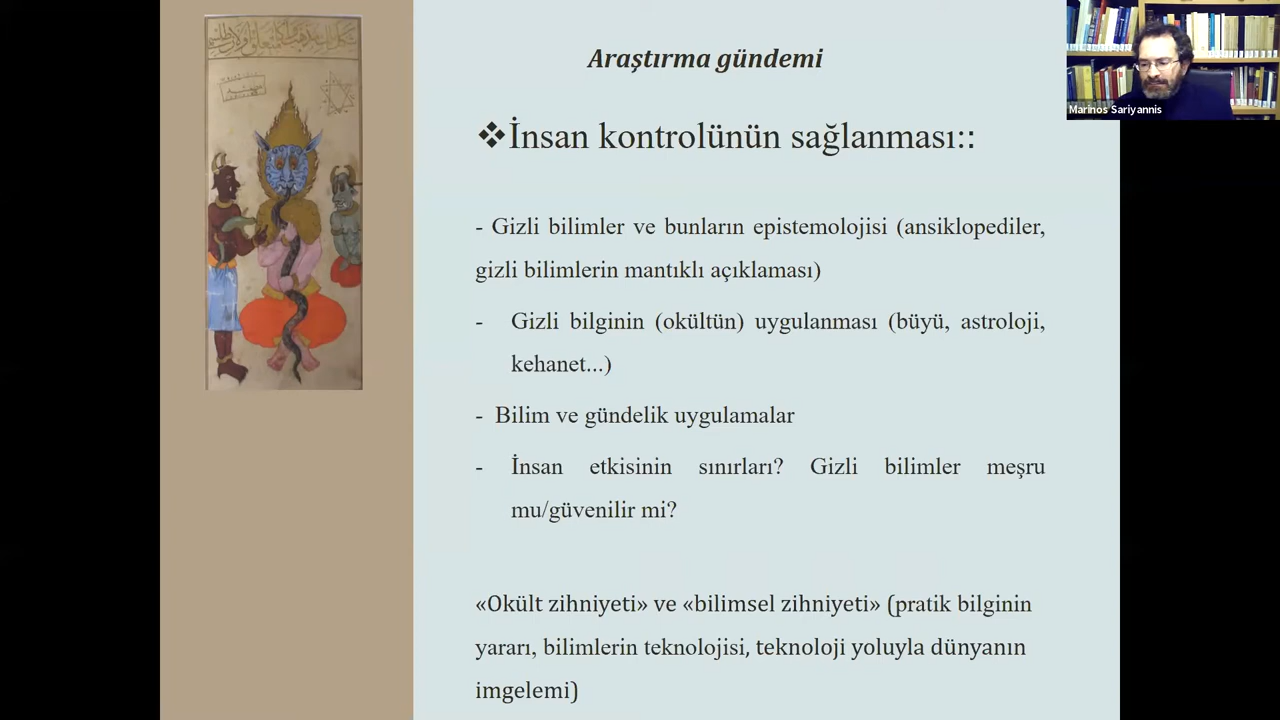 Araştırma gündemi
❖İnsan kontrolünün sağlanması::
- Gizli bilimler ve bunların epistemolojisi (ansiklopediler,
gizli bilimlerin mantıklı açıklaması)
- Gizli bilginin (okültün) uygulanması (büyü, astroloji,
kehanet...)
- Bilim ve gündelik uygulamalar
- İnsan etkisinin sınırları? Gizli bilimler meşru
mu/güvenilir mi?
«Okült zihniyeti» ve «bilimsel zihniyeti» (pratik bilginin
yararı, bilimlerin teknolojisi, teknoloji yoluyla dünyanın
imgelemi)
Marinos Sariyannis